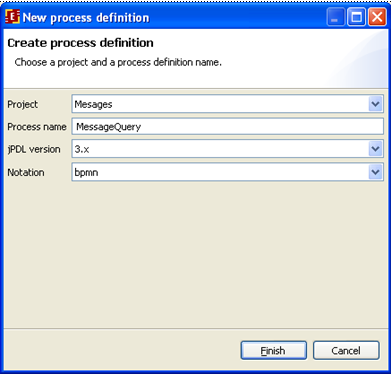 New process definition
Create process definition
Choose a project and a process definition name.
Project Mesages
Process name MessageQuery
jPDL version 3.x
Notation bpmn
Finish Cancel